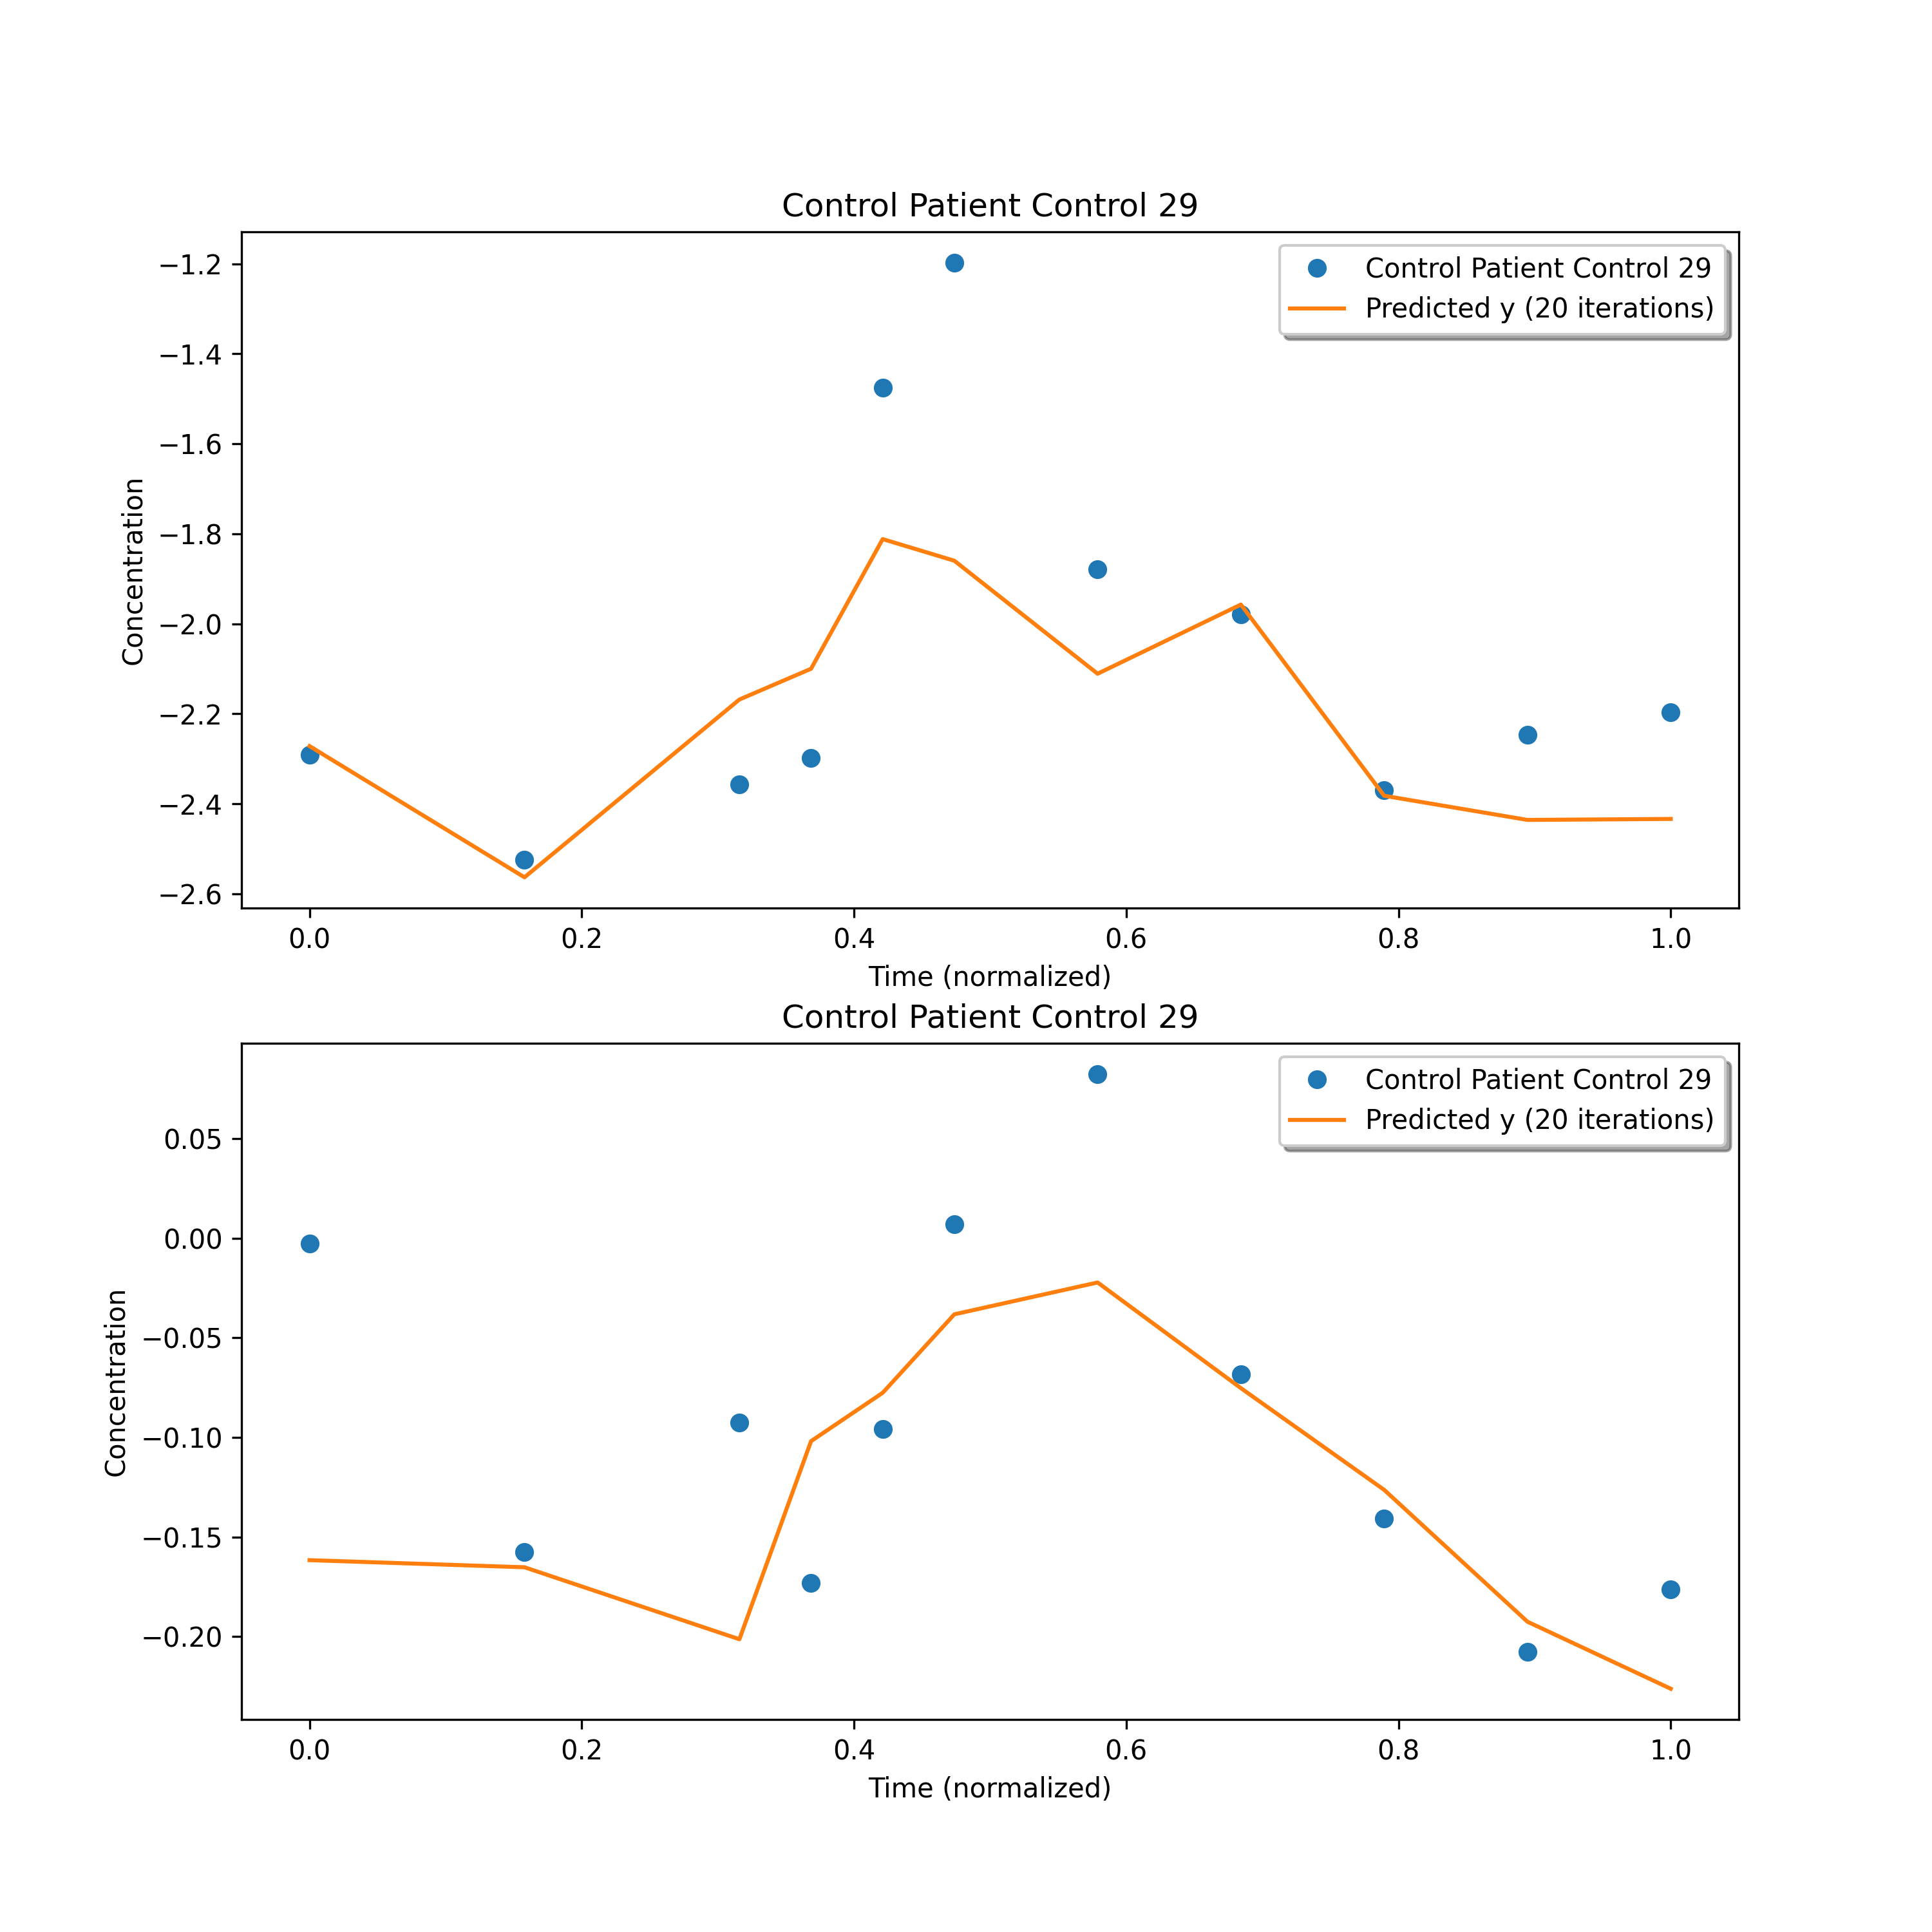 Control Patient Control 29
Control Patient Control 29
Predicted y (20 iterations)
−1.2
−1.4
−1.6
−1.8
−2.0
−2.2
−2.4
−2.6
Concentration
0.0 0.2 0.4 0.6 0.8 1.0
Time (normalized)
Control Patient Control 29
Control Patient Control 29
Predicted y (20 iterations)
0.05
0.00
−0.05
−0.10
−0.15
−0.20
Concentration
0.0 0.2 0.4 0.6 0.8 1.0
Time (normalized)